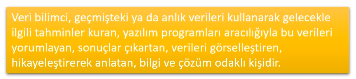 Veri bilimci, geçmişteki ya da anlık verileri kullanarak gelecekle
ilgili tahminler kuran, yazılım programları aracılığıyla bu verileri
yorumlayan, sonuçlar çıkartan, verileri görselleştiren,
hikayeleştirerek anlatan, bilgi ve çözüm odaklı kişidir.